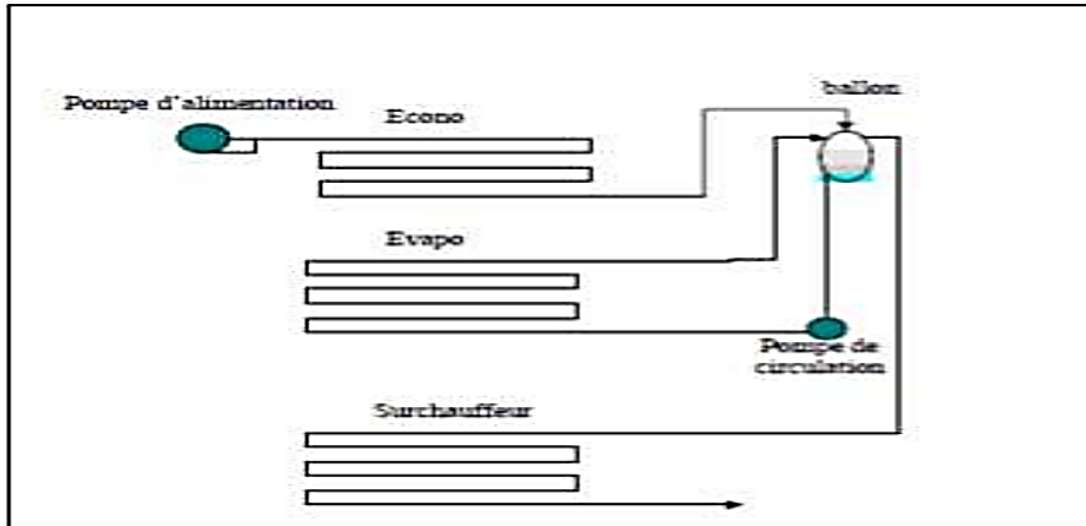 ballon
Pompe d'alimentation
Econo
Evapo
Pompe de
circulation
Surchauffeur